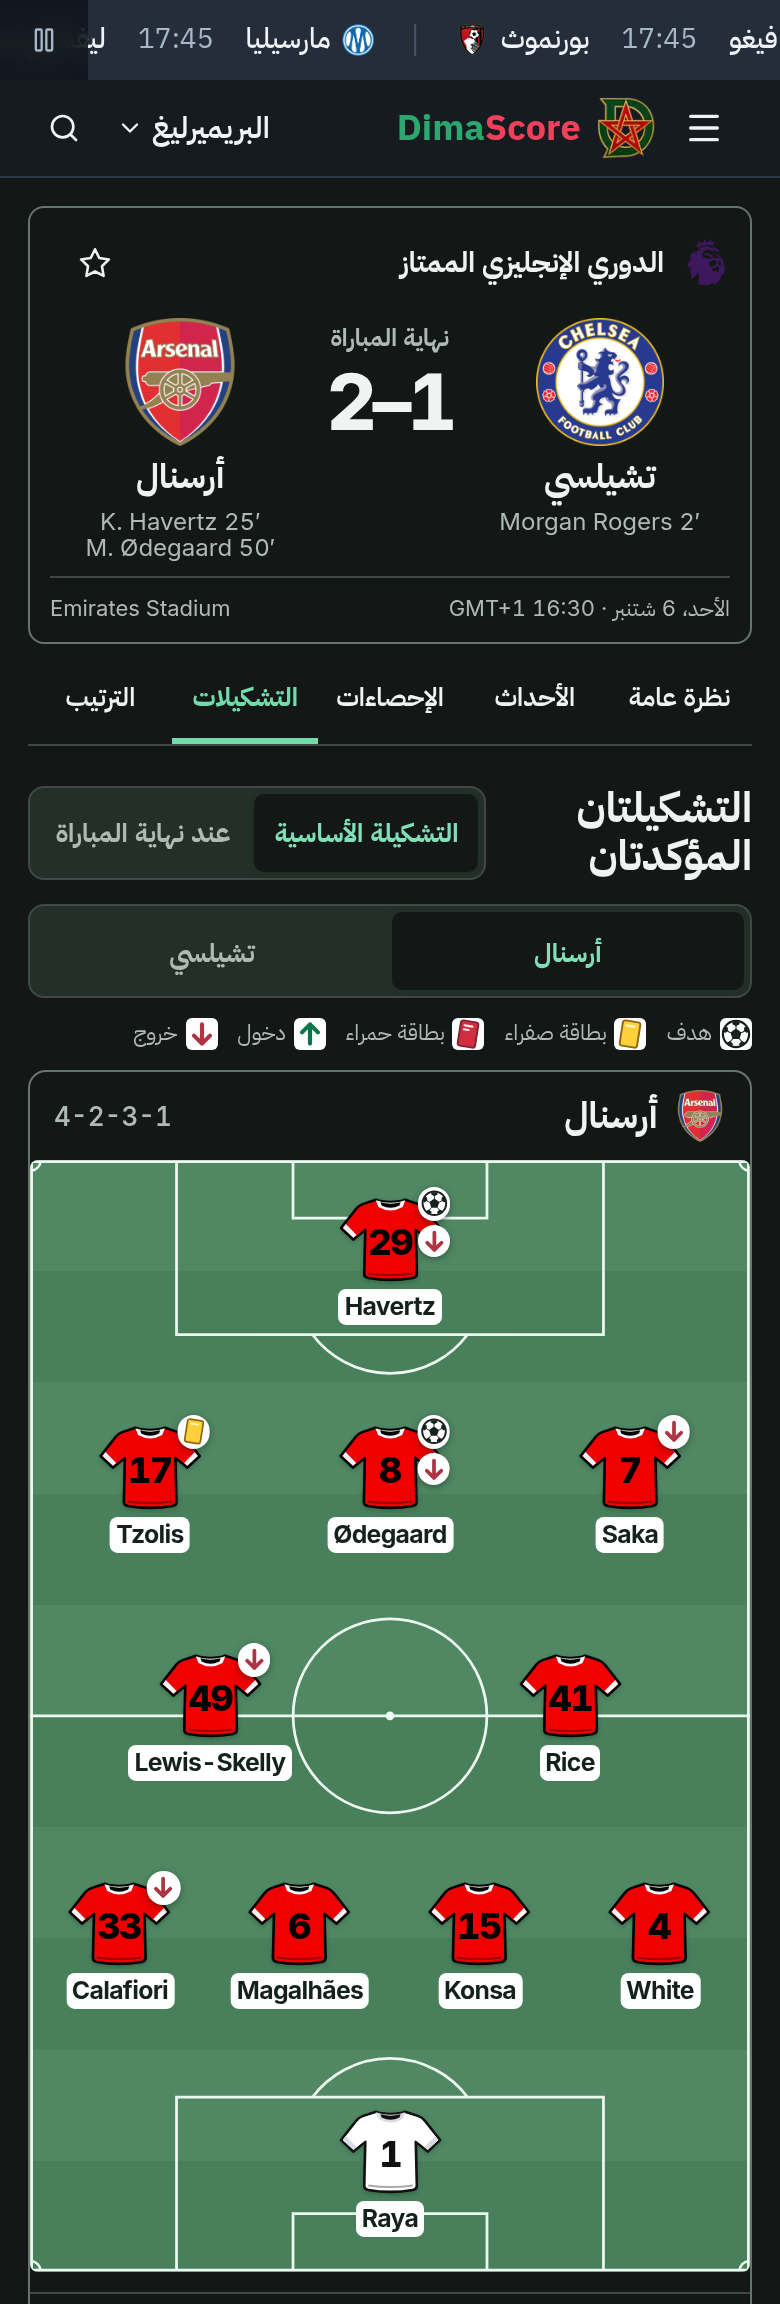 فيغو 17:45 بورنموث
مارسيليا 17:45
DimaScore
البريميرليغ
الدوري الإنجليزي الممتاز
CHELSEA
FOOTBALL CLUB
Arsenal
نهاية المباراة
2–1
تشيلسي
أرسنال
Morgan Rogers 2′
K. Havertz 25′
M. Ødegaard 50′
الأحد، 6 شتنبر · 16:30 GMT+1
Emirates Stadium
نظرة عامة
الأحداث
الإحصاءات
التشكيلات
الترتيب
التشكيلتان
المؤكدتان
التشكيلة الأساسية
عند نهاية المباراة
أرسنال
تشيلسي
هدف
بطاقة صفراء
بطاقة حمراء
دخول
خروج
Arsenal
أرسنال
4-2-3-1
29
Havertz
17
Tzolis
8
Ødegaard
7
Saka
49
Lewis-Skelly
41
Rice
33
Calafiori
6
Magalhães
15
Konsa
4
White
1
Raya